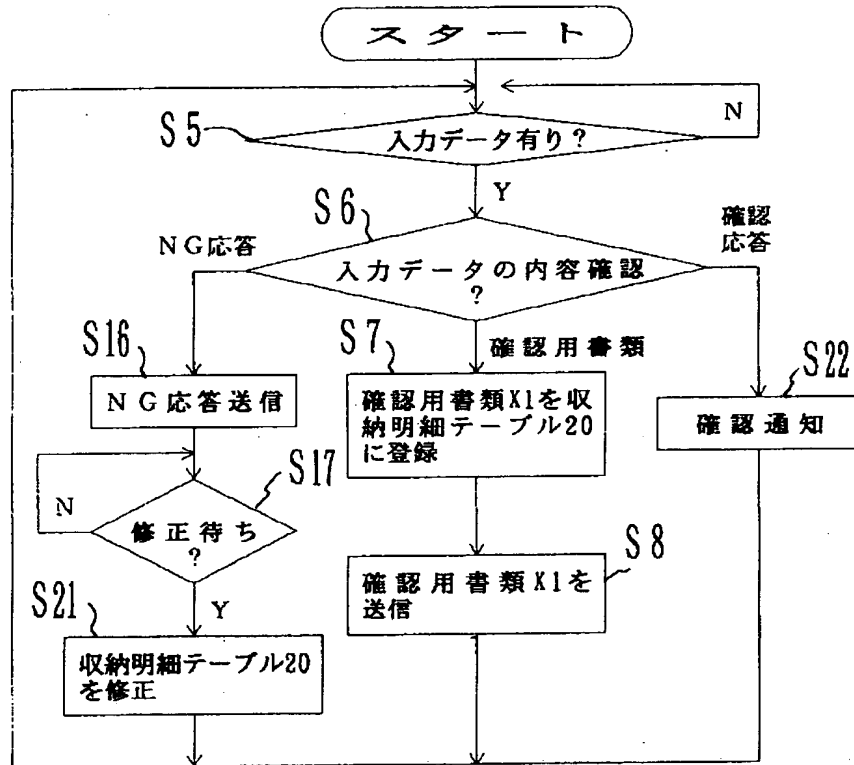 スタート
S5
入力データ有り?
N
Y
S6
NG応答
確認
応答
入力データの内容確認
?
確認用書類
S16
S7
S22
NG応答送信
確認用書類X1を収
納明細テーブル20
に登録
確認通知
S17
N
修正待ち
?
Y
S8
確認用書類X1を
送信
S21
収納明細テーブル20
を修正